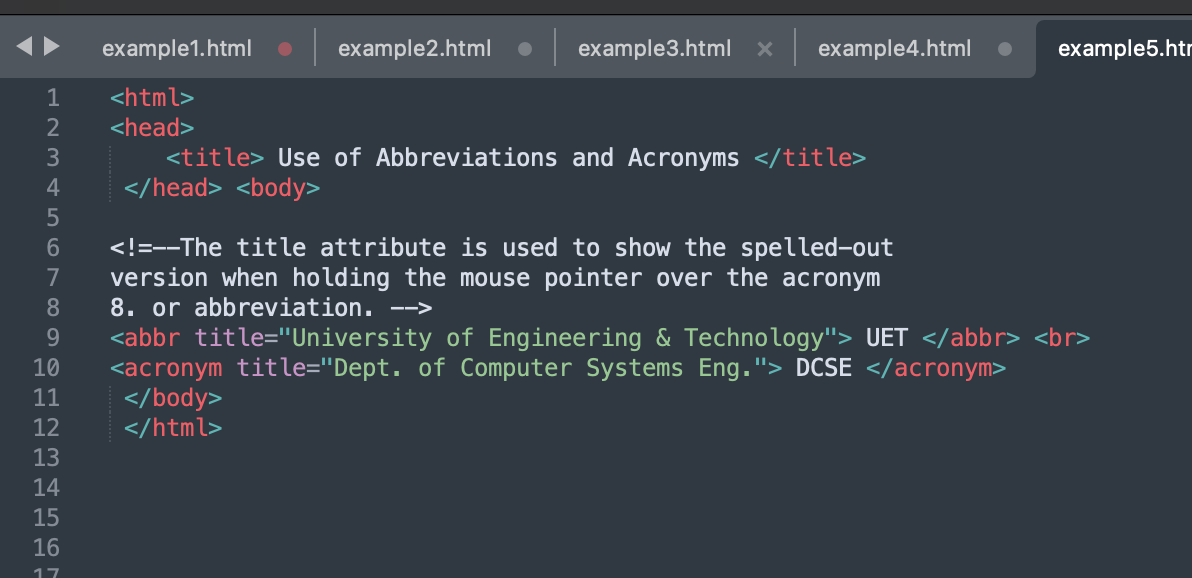 example1.html example2.html example3.html example4.html example5.htm
1 <html>
2 <head>
3 <title> Use of Abbreviations and Acronyms </title>
4 </head> <body>
5
6 <!=--The title attribute is used to show the spelled-out
7 version when holding the mouse pointer over the acronym
8 8. or abbreviation. -->
9 <abbr title="University of Engineering & Technology"> UET </abbr> <br>
10 <acronym title="Dept. of Computer Systems Eng."> DCSE </acronym>
11 </body>
12 </html>
13
14
15
16
17